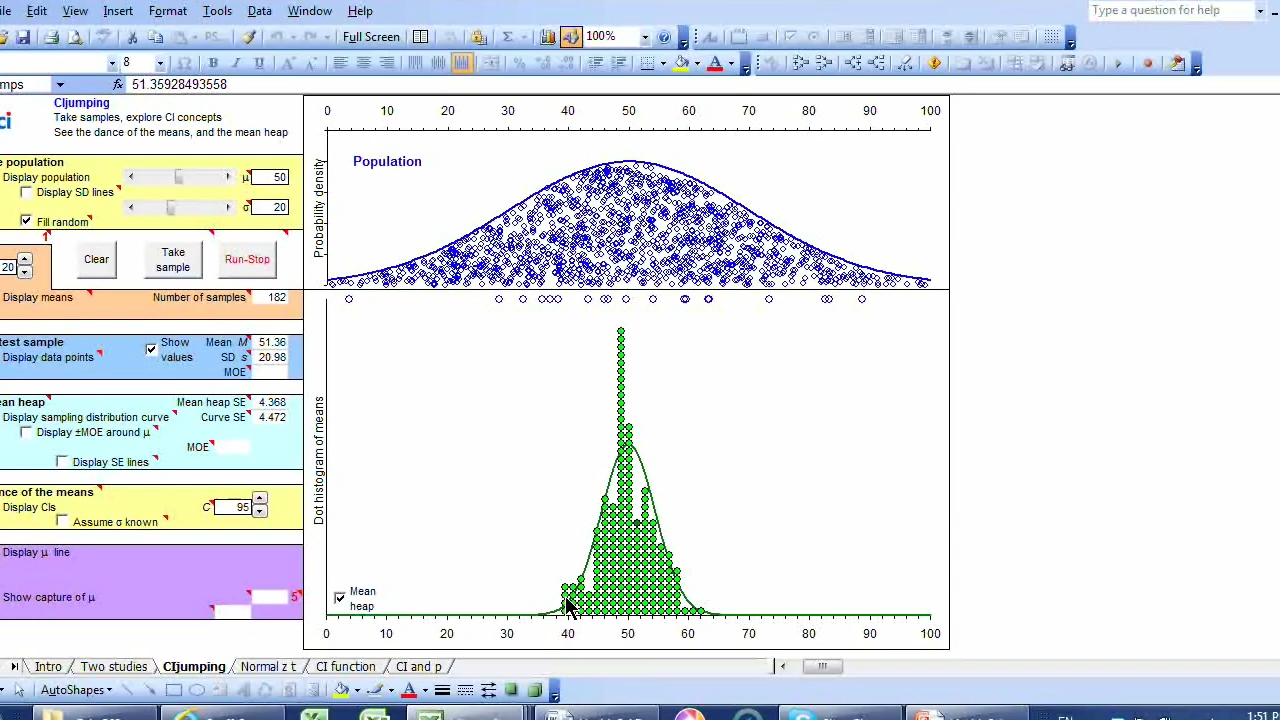 Edit View Insert Format Tools Data Window Help Type a question for help
Full Screen 100%
8 B I U A
mps fx 51.35928493558
ci
CIjumping
Take samples, explore CI concepts
See the dance of the means, and the mean heap
population
Display population μ 50
Display SD lines
σ 20
Fill random
Clear Take sample Run-Stop
20
Display means Number of samples 182
test sample Show values Mean M 51.36
Display data points SD s 20.98
MOE
ean heap Mean heap SE 4.368
Display sampling distribution curve Curve SE 4.472
Display ±MOE around μ
MOE
Display SE lines
nce of the means
Display CIs C 95
Assume σ known
Display μ line
Show capture of μ 5
0 10 20 30 40 50 60 70 80 90 100
Population
Probability density
Dot histogram of means
Mean
heap
0 10 20 30 40 50 60 70 80 90 100
Intro Two studies CIjumping Normal z t CI function CI and p
AutoShapes A
EN 1:51 P